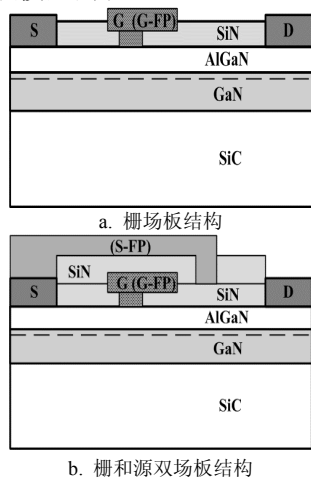 S G (G-FP) SiN D
AlGaN
GaN
SiC
a. 栅场板结构
(S-FP)
SiN
S G (G-FP) SiN D
AlGaN
GaN
SiC
b. 栅和源双场板结构